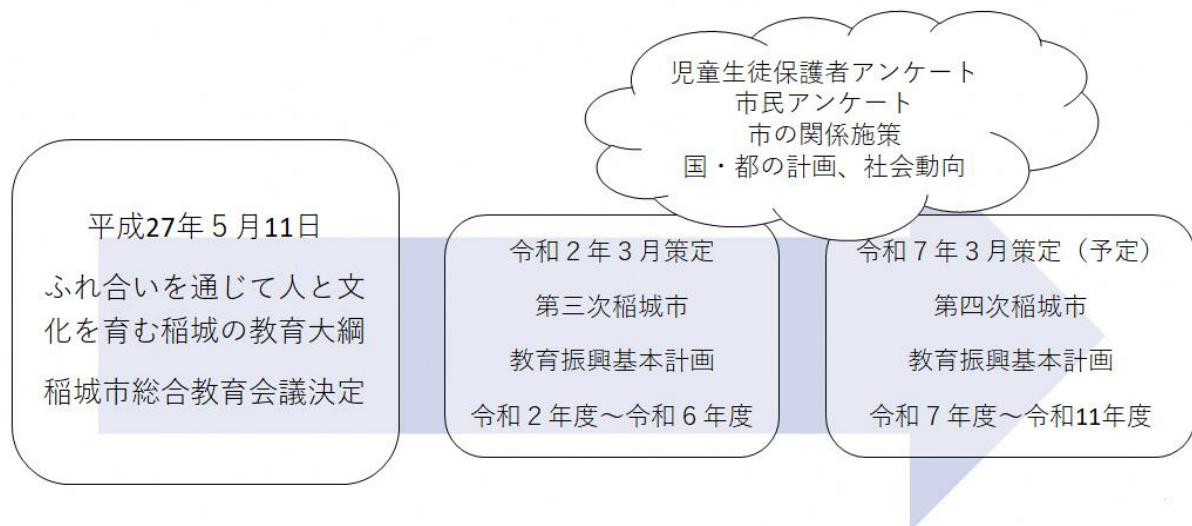 児童生徒保護者アンケート
市民アンケート
市の関係施策
国・都の計画、社会動向
平成27年５月11日
ふれ合いを通じて人と文
化を育む稲城の教育大綱
稲城市総合教育会議決定
令和２年３月策定
第三次稲城市
教育振興基本計画
令和２年度～令和６年度
令和７年３月策定（予定）
第四次稲城市
教育振興基本計画
令和７年度～令和11年度